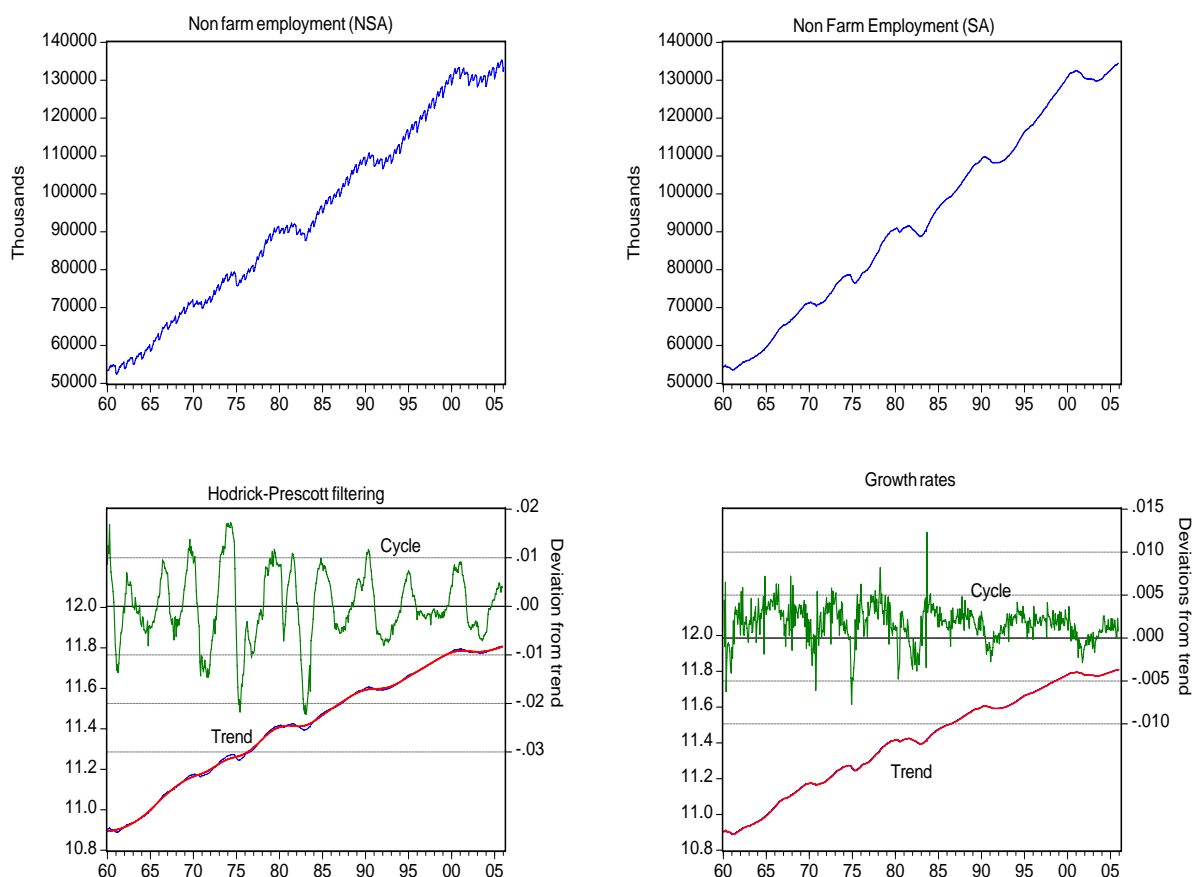 Non farm employment (NSA)
140000
130000
120000
110000
100000
90000
80000
70000
60000
50000
Thousands
60 65 70 75 80 85 90 95 00 05
Non Farm Employment (SA)
140000
130000
120000
110000
100000
90000
80000
70000
60000
50000
Thousands
60 65 70 75 80 85 90 95 00 05
Hodrick-Prescott filtering
.02
.01
.00
-.01
-.02
-.03
Deviation from trend
Cycle
Trend
12.0
11.8
11.6
11.4
11.2
11.0
10.8
60 65 70 75 80 85 90 95 00 05
Growth rates
.015
.010
.005
.000
-.005
-.010
Deviations from trend
Cycle
Trend
12.0
11.8
11.6
11.4
11.2
11.0
10.8
60 65 70 75 80 85 90 95 00 05